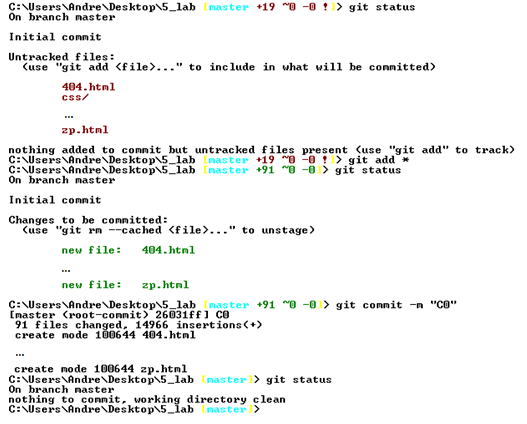 C:\Users\Andre\Desktop\5_lab [master +19 ~0 -0 !]> git status
On branch master
Initial commit
Untracked files:
(use "git add <file>..." to include in what will be committed)
404.html
css/
...
zp.html
nothing added to commit but untracked files present (use "git add" to track)
C:\Users\Andre\Desktop\5_lab [master +19 ~0 -0 !]> git add *
C:\Users\Andre\Desktop\5_lab [master +91 ~0 -0]> git status
On branch master
Initial commit
Changes to be committed:
(use "git rm --cached <file>..." to unstage)
new file: 404.html
...
new file: zp.html
C:\Users\Andre\Desktop\5_lab [master +91 ~0 -0]> git commit -m "C0"
[master (root-commit) 26031ff] C0
91 files changed, 14966 insertions(+)
create mode 100644 404.html
...
create mode 100644 zp.html
C:\Users\Andre\Desktop\5_lab [master]> git status
On branch master
nothing to commit, working directory clean
C:\Users\Andre\Desktop\5_lab [master]>